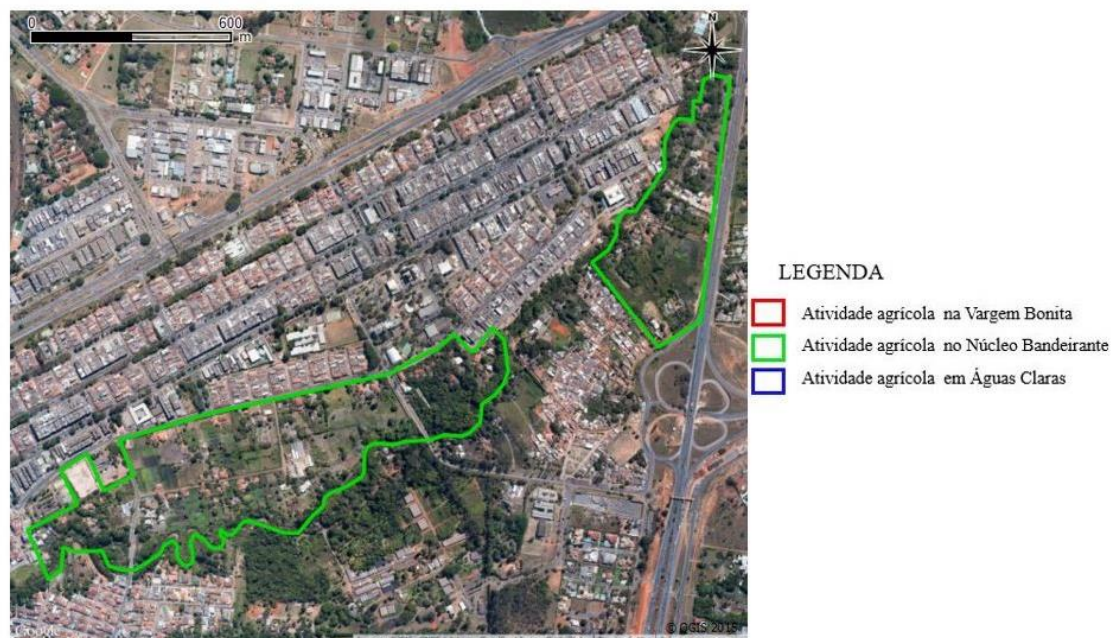 0 600
m
N
LEGENDA
Atividade agrícola na Vargem Bonita
Atividade agrícola no Núcleo Bandeirante
Atividade agrícola em Águas Claras
Google
© QGIS 2015